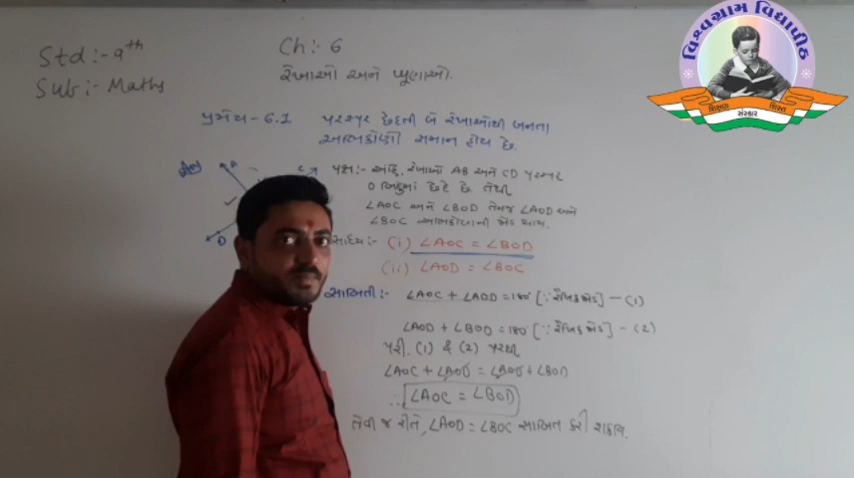 Std :- 9th
Sub :- Maths
Ch :- 6
રેખાઓ અને ખૂણાઓ.
પ્રમેય - 6.1 પરસ્પર છેદતી બે રેખાઓથી બનતા
અભિકોણો સમાન હોય છે.
A
C
D
પક્ષ :- અહિં, રેખાઓ AB અને CD પરસ્પર
O બિંદુમાં છેદે છે તેથી
∠AOC અને ∠BOD તેમજ ∠AOD અને
∠BOC અભિકોણોની જોડ થાય.
સાધ્ય :- (i) ∠AOC = ∠BOD
(ii) ∠AOD = ∠BOC
સાબિતી :- ∠AOC + ∠AOD = 180° [∵ રૈખિક જોડ] - (1)
∠AOD + ∠BOD = 180° [∵ રૈખિક જોડ] - (2)
પરી. (1) & (2) પરથી
∠AOC + ∠AOD = ∠AOD + ∠BOD
∴ ∠AOC = ∠BOD
તેવી જ રીતે, ∠AOD = ∠BOC સાબિત કરી શકાય.
વિશ્વગ્રામ વિદ્યાપીઠ
શિક્ષણ
સંસ્કાર
શિસ્ત